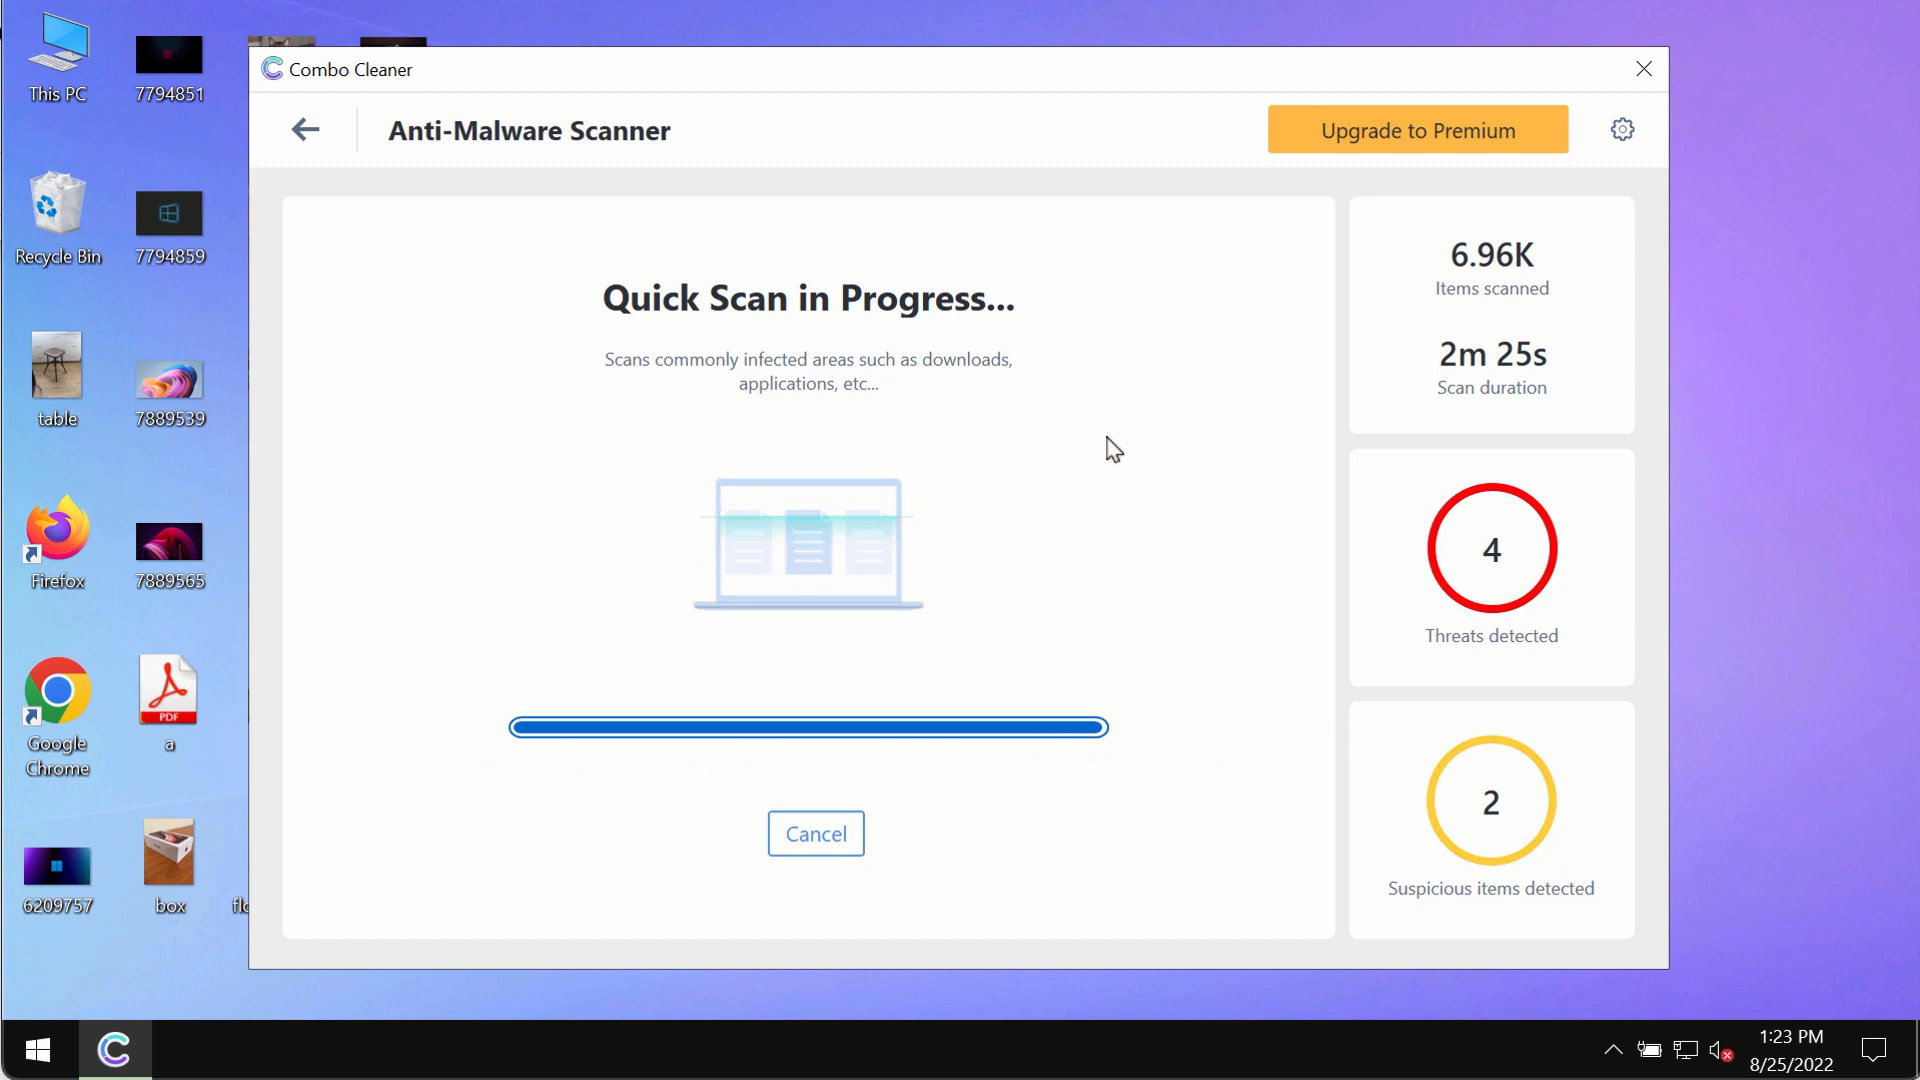 This PC
7794851
Recycle Bin
7794859
table
7889539
Firefox
7889565
Google
Chrome
PDF
a
6209757
box
Combo Cleaner
Anti-Malware Scanner
Upgrade to Premium
Quick Scan in Progress...
Scans commonly infected areas such as downloads,
applications, etc...
Cancel
6.96K
Items scanned
2m 25s
Scan duration
4
Threats detected
2
Suspicious items detected
1:23 PM
8/25/2022